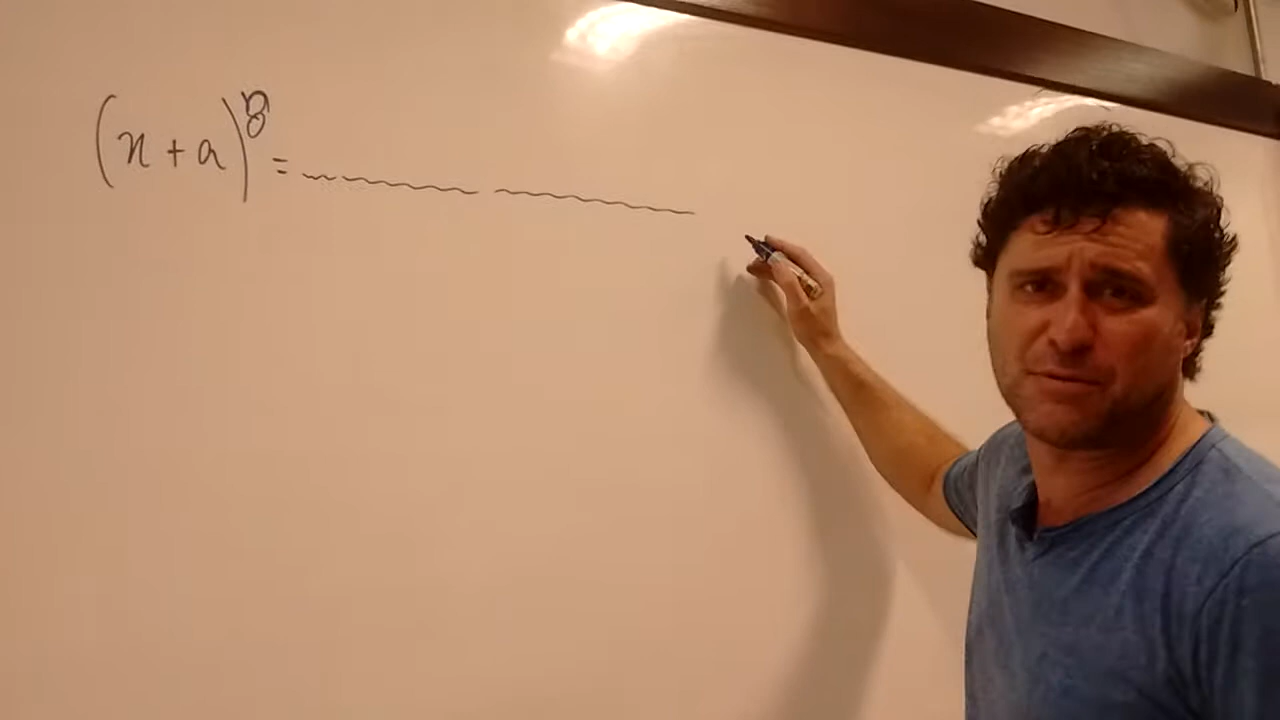 (x+a)^8 =